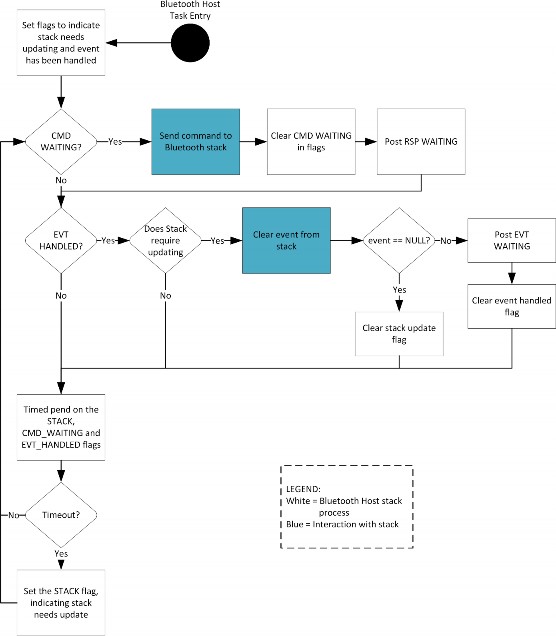 Bluetooth Host
Task Entry
Set flags to indicate
stack needs
updating and event
has been handled
CMD
WAITING?
Yes
Send command to
Bluetooth stack
Clear CMD WAITING
in flags
Post RSP WAITING
No
EVT
HANDLED?
Yes
Does Stack
require
updating
Yes
Clear event from
stack
event == NULL?
No
Post EVT
WAITING
No
No
Yes
Clear event handled
flag
Clear stack update
flag
Timed pend on the
STACK,
CMD_WAITING and
EVT_HANDLED flags
Timeout?
No
Yes
Set the STACK flag,
indicating stack
needs update
LEGEND:
White = Bluetooth Host stack
process
Blue = Interaction with stack